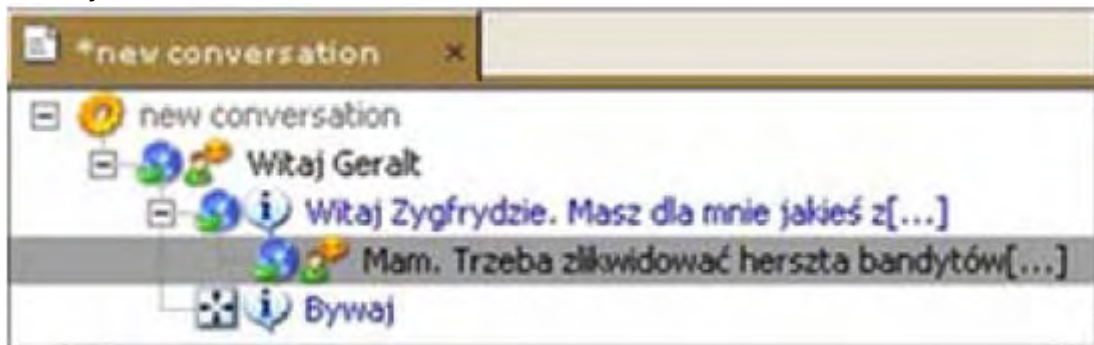 *new conversation ×
new conversation
Witaj Geralt
Witaj Zygfrydzie. Masz dla mnie jakieś z[...]
Mam. Trzeba zlikwidować herszta bandytów[...]
Bywaj